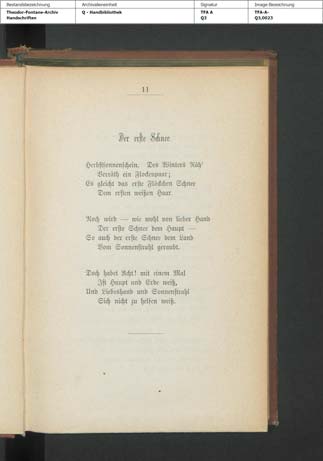 Bestandsbezeichnung
Theodor-Fontane-Archiv
Handschriften
Archivalieneinheit
Q - Handbibliothek
Signatur
TFA A
Q3
Image Bezeichnung
TFA-A-
Q3,0023
11
Der erste Schnee.
Herbstsonnenschein. Des Winters Näh'
Verräth ein Flockenpaar;
Es gleicht das erste Flöckchen Schnee
Dem ersten weißen Haar.
Noch wird — wie wohl von lieber Hand
Der erste Schnee dem Haupt —
So auch der erste Schnee dem Land
Vom Sonnenstrahl geraubt.
Doch habet Acht! mit einem Mal
Ist Haupt und Erde weiß,
Und Liebeshand und Sonnenstrahl
Sich nicht zu helfen weiß.